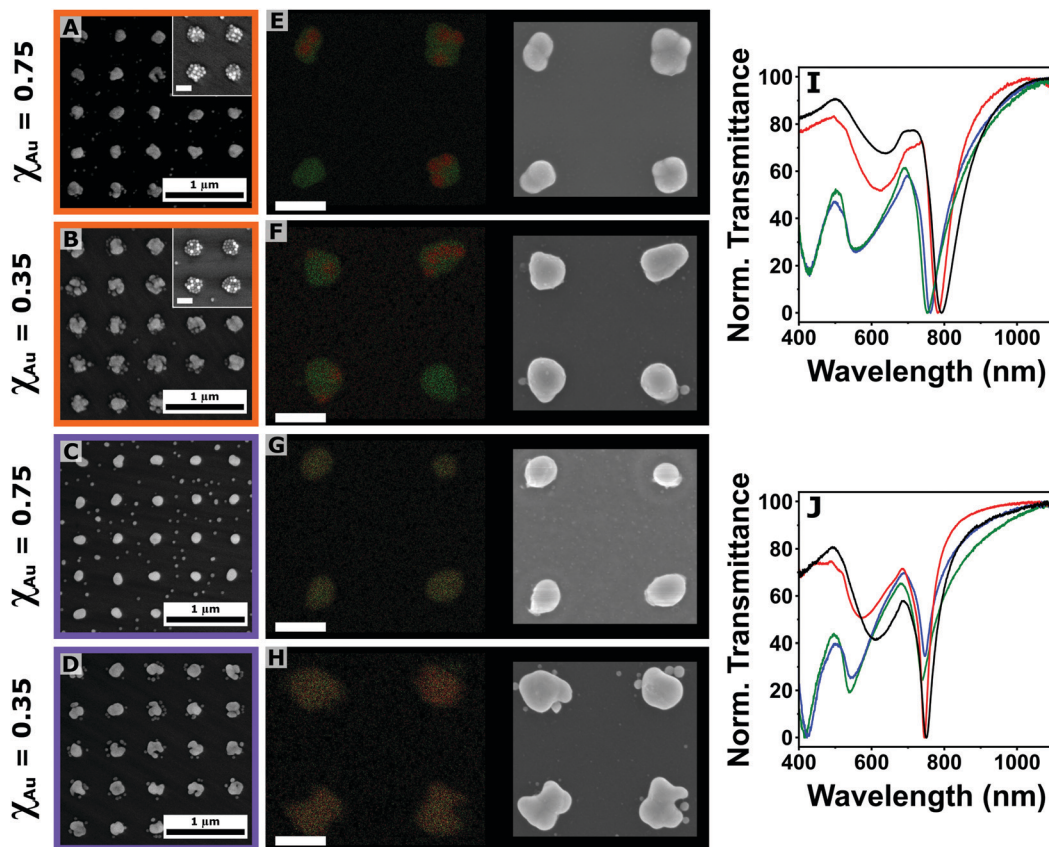 χAu = 0.75
A
1 μm
E
χAu = 0.35
B
1 μm
F
χAu = 0.75
C
1 μm
G
χAu = 0.35
D
1 μm
H
I
Norm. Transmittance
100
80
60
40
20
0
400 600 800 1000
Wavelength (nm)
J
Norm. Transmittance
100
80
60
40
20
0
400 600 800 1000
Wavelength (nm)